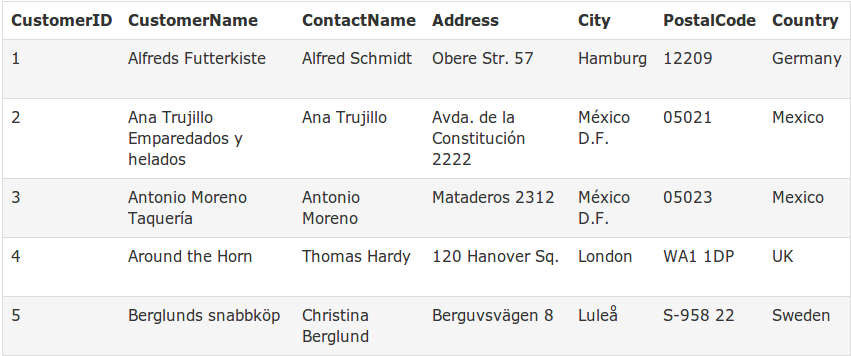 CustomerID CustomerName ContactName Address City PostalCode Country
1 Alfreds Futterkiste Alfred Schmidt Obere Str. 57 Hamburg 12209 Germany
2 Ana Trujillo Ana Trujillo Avda. de la México 05021 Mexico
Emparedados y Constitución D.F.
helados 2222
3 Antonio Moreno Antonio Mataderos 2312 México 05023 Mexico
Taquería Moreno D.F.
4 Around the Horn Thomas Hardy 120 Hanover Sq. London WA1 1DP UK
5 Berglunds snabbköp Christina Berguvsvägen 8 Luleå S-958 22 Sweden
Berglund